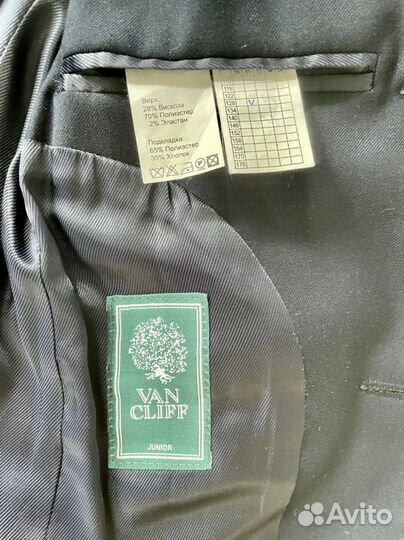 Верх:
28% Вискоза
70% Полиэстер
2% Эластан
Подкладка:
65% Полиэстер
35% Хлопок
116
122
128 V
134
140
146
152
158
164
170
176
VAN
CLIFF
JUNIOR
Avito